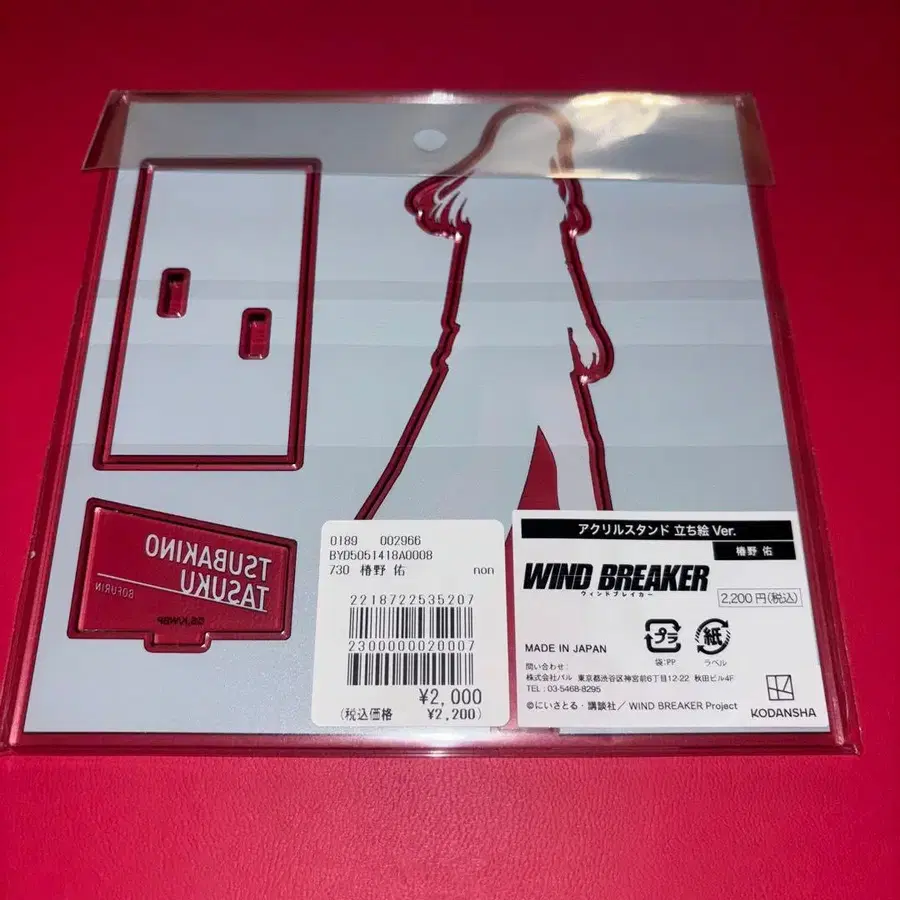 TSUBAKINO
TASUKU
BOFURIN
0189 002966
BYD5051418A0008
730 椿野 佑 non
2218722535207
2300000020007
¥2,000
(税込価格 ¥2,200)
アクリルスタンド 立ち絵 Ver.
椿野 佑
WIND BREAKER
ウィンドブレイカー
2,200円(税込)
プラ
紙
袋:PP
ラベル
MADE IN JAPAN
問い合わせ:
株式会社パル 東京都渋谷区神宮前6丁目12-22 秋田ビル4F
TEL : 03-5468-8295
©にいさとる・講談社/ WIND BREAKER Project
KODANSHA